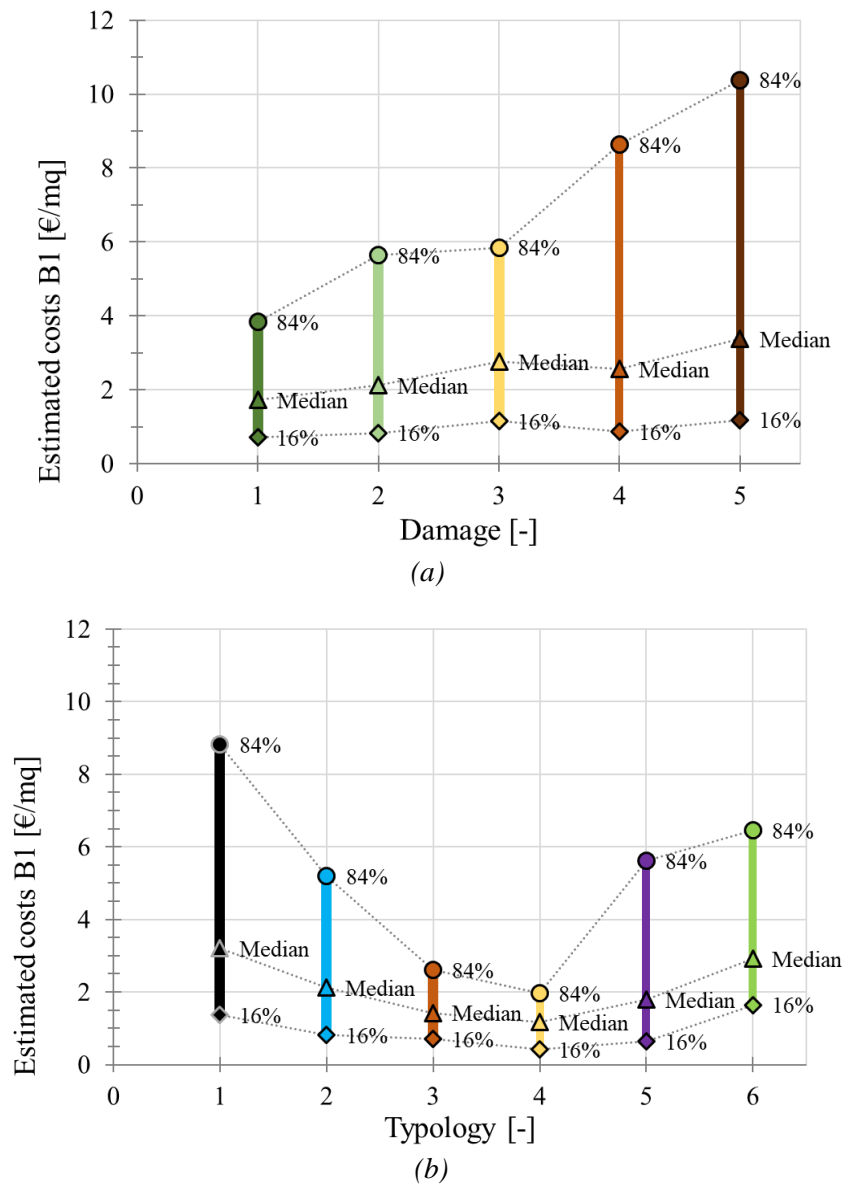 12
10
8
6
4
2
0
Estimated costs B1 [€/mq]
84%
84%
84%
84%
84%
Median
Median
Median
Median
Median
16%
16%
16%
16%
16%
0 1 2 3 4 5
Damage [-]
(a)
12
10
8
6
4
2
0
Estimated costs B1 [€/mq]
84%
84%
84%
84%
84%
84%
Median
Median
Median
Median
Median
Median
16%
16%
16%
16%
16%
16%
0 1 2 3 4 5 6
Typology [-]
(b)